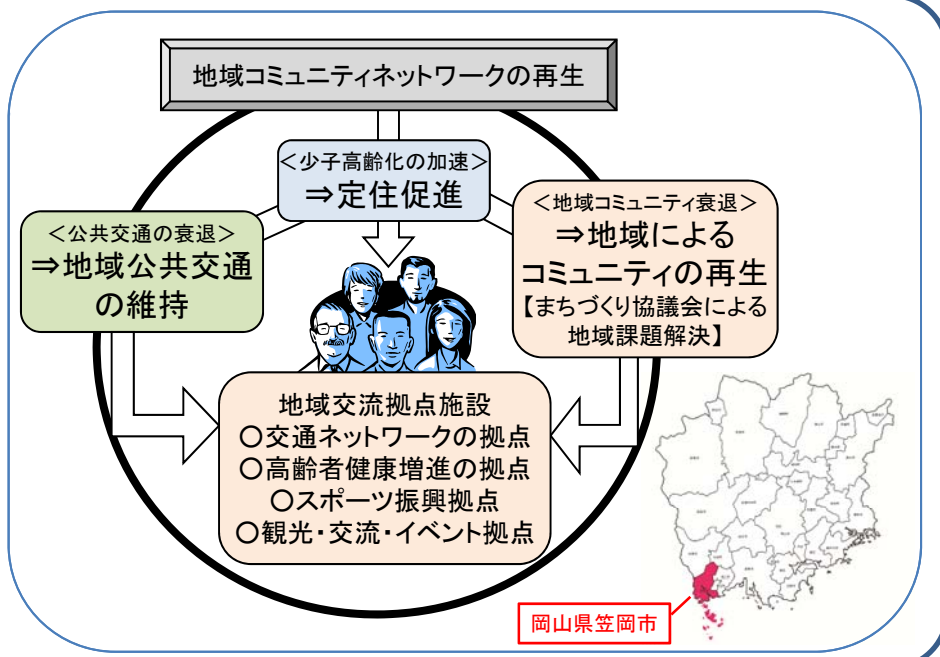 地域コミュニティネットワークの再生
<少子高齢化の加速>
⇒定住促進
<公共交通の衰退>
⇒地域公共交通
の維持
<地域コミュニティ衰退>
⇒地域による
コミュニティの再生
【まちづくり協議会による
地域課題解決】
地域交流拠点施設
○交通ネットワークの拠点
○高齢者健康増進の拠点
○スポーツ振興拠点
○観光・交流・イベント拠点
岡山県笠岡市